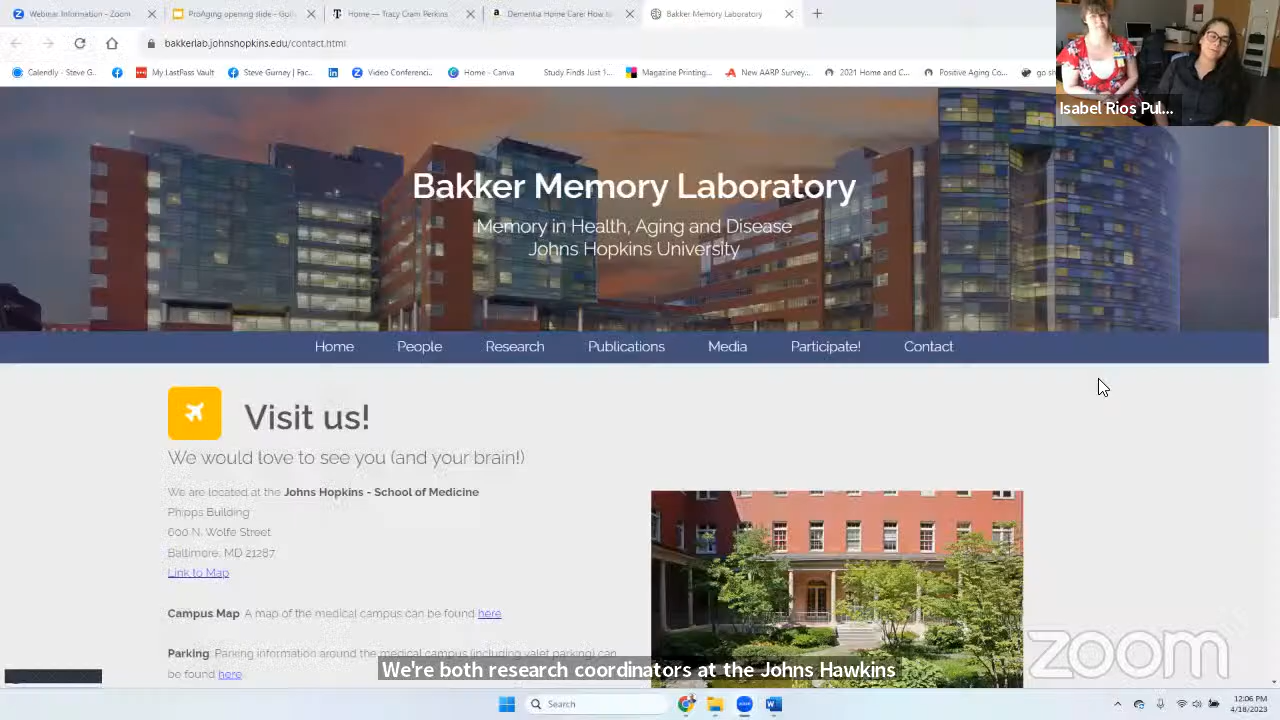 Webinar Information - Zoom
ProAging opening slide - Goo
Home — Tracy Cram Perkins
Dementia Home Care: How to
Bakker Memory Laboratory
bakkerlab.johnshopkins.edu/contact.html
Calendly - Steve G...
My LastPass Vault
Steve Gurney | Fac...
Video Conferenci...
Home - Canva
Study Finds Just 1...
Magazine Printing,...
New AARP Survey...
2021 Home and C...
Positive Aging Co...
go sh
Isabel Rios Pul...
Bakker Memory Laboratory
Memory in Health, Aging and Disease
Johns Hopkins University
Home People Research Publications Media Participate! Contact
Visit us!
We would love to see you (and your brain!)
We are located at the Johns Hopkins - School of Medicine
Phipps Building
600 N. Wolfe Street
Baltimore, MD 21287
Link to Map
Campus Map: A map of the medical campus can be found here
Parking: Parking information around the medical campus (including valet parking) can
be found here
zoom
We're both research coordinators at the Johns Hawkins
Search
12:06 PM
4/18/2023